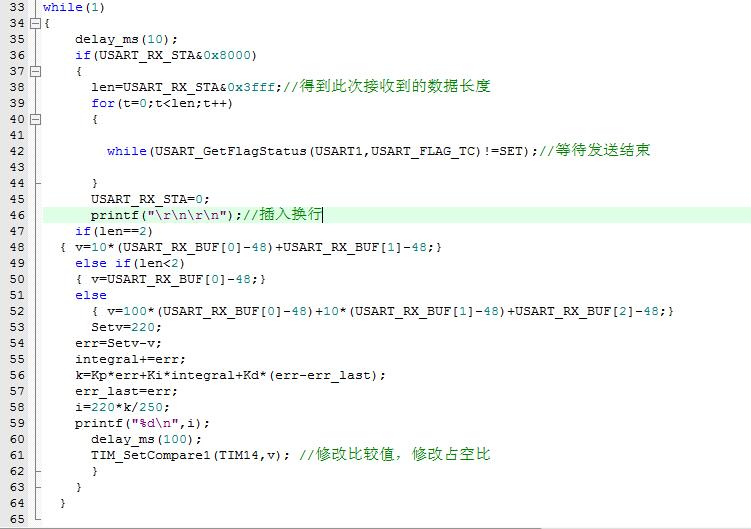 33 while(1)
34 {
35 delay_ms(10);
36 if(USART_RX_STA&0x8000)
37 {
38 len=USART_RX_STA&0x3fff;//得到此次接收到的数据长度
39 for(t=0;t<len;t++)
40 {
41
42 while(USART_GetFlagStatus(USART1,USART_FLAG_TC)!=SET);//等待发送结束
43
44 }
45 USART_RX_STA=0;
46 printf("\r\n\r\n");//插入换行
47 if(len==2)
48 { v=10*(USART_RX_BUF[0]-48)+USART_RX_BUF[1]-48;}
49 else if(len<2)
50 { v=USART_RX_BUF[0]-48;}
51 else
52 { v=100*(USART_RX_BUF[0]-48)+10*(USART_RX_BUF[1]-48)+USART_RX_BUF[2]-48;}
53 Setv=220;
54 err=Setv-v;
55 integral+=err;
56 k=Kp*err+Ki*integral+Kd*(err-err_last);
57 err_last=err;
58 i=220*k/250;
59 printf("%d\n",i);
60 delay_ms(100);
61 TIM_SetCompare1(TIM14,v); //修改比较值，修改占空比
62 }
63 }
64 }
65